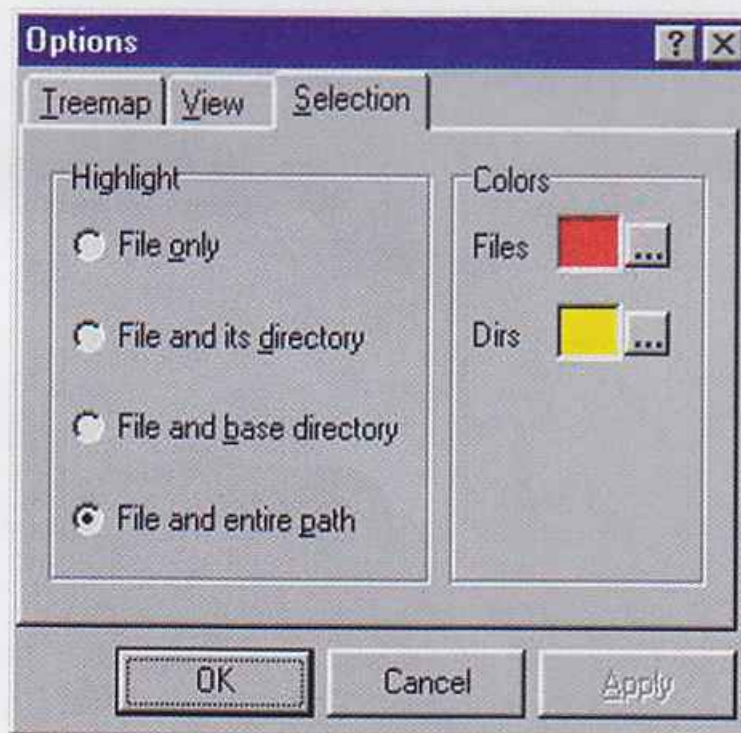 Options
Treemap View Selection
Highlight
File only
File and its directory
File and base directory
File and entire path
Colors
Files ...
Dirs ...
OK Cancel Apply